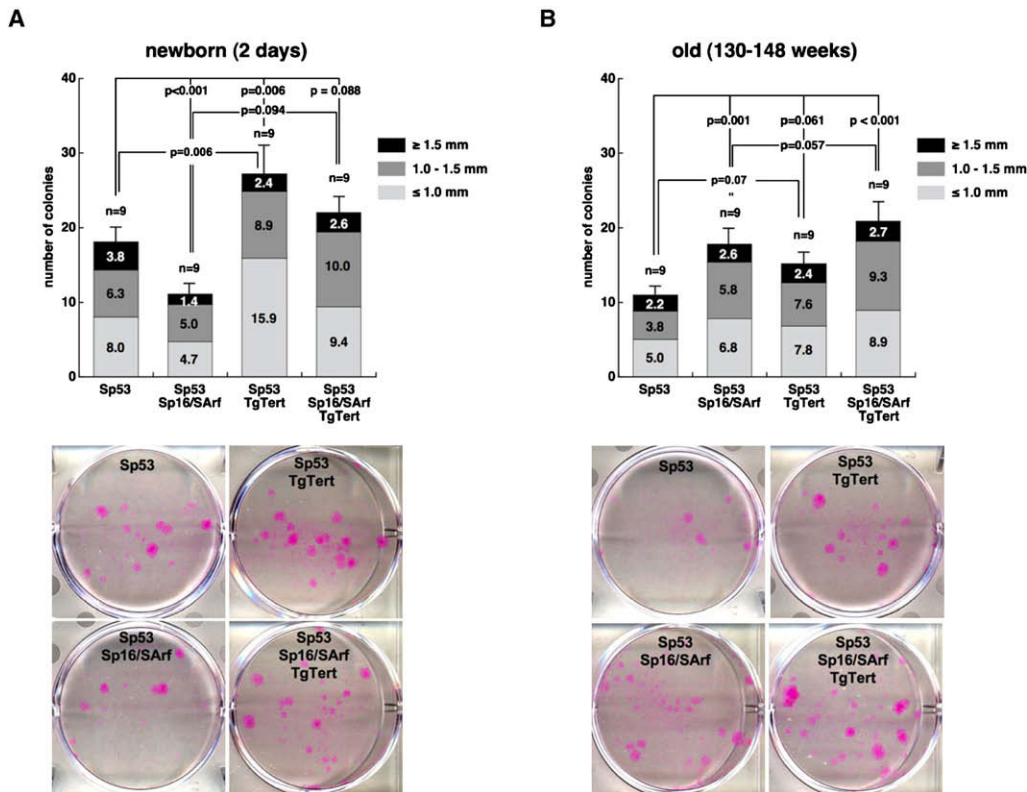 A
newborn (2 days)
number of colonies
40
30
20
10
0
p<0.001
p=0.006
p = 0.088
p=0.094
n=9
p=0.006
n=9
n=9
n=9
≥ 1.5 mm
1.0 - 1.5 mm
≤ 1.0 mm
3.8
6.3
8.0
1.4
5.0
4.7
2.4
8.9
15.9
2.6
10.0
9.4
Sp53
Sp53
Sp16/SArf
Sp53
TgTert
Sp53
Sp16/SArf
TgTert
Sp53
Sp53
TgTert
Sp53
Sp16/SArf
Sp53
Sp16/SArf
TgTert
B
old (130-148 weeks)
number of colonies
40
30
20
10
0
p=0.001
p=0.061
p < 0.001
p=0.057
p=0.07
"
n=9
n=9
n=9
n=9
≥ 1.5 mm
1.0 - 1.5 mm
≤ 1.0 mm
2.2
3.8
5.0
2.6
5.8
6.8
2.4
7.6
7.8
2.7
9.3
8.9
Sp53
Sp53
Sp16/SArf
Sp53
TgTert
Sp53
Sp16/SArf
TgTert
Sp53
Sp53
TgTert
Sp53
Sp16/SArf
Sp53
Sp16/SArf
TgTert